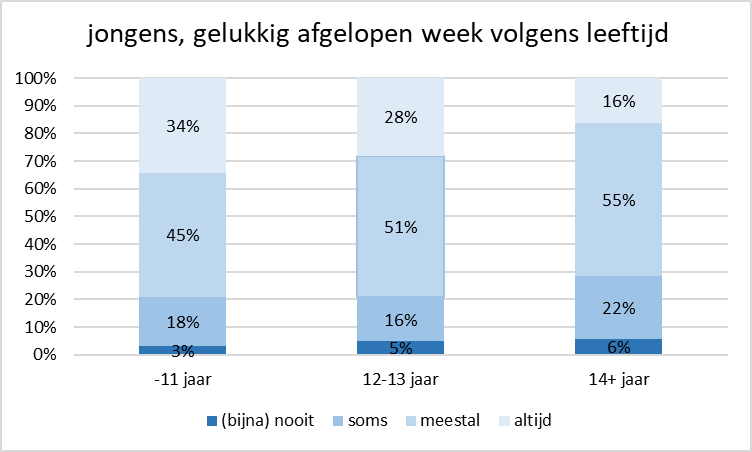 jongens, gelukkig afgelopen week volgens leeftijd
100%
90%
80%
70%
60%
50%
40%
30%
20%
10%
0%
34%
45%
18%
3%
28%
51%
16%
5%
16%
55%
22%
6%
-11 jaar
12-13 jaar
14+ jaar
(bijna) nooit
soms
meestal
altijd